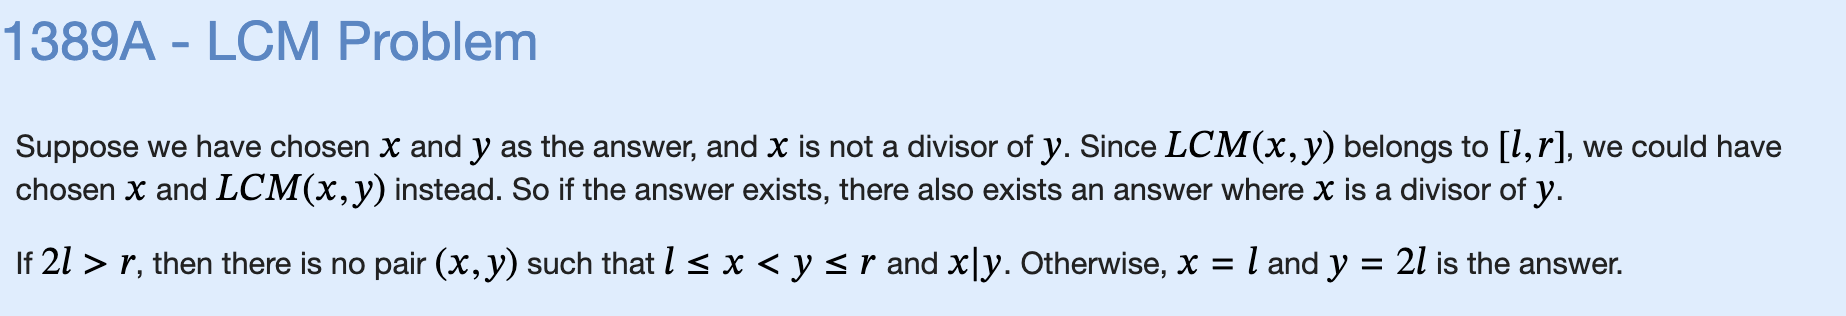 1389A - LCM Problem
Suppose we have chosen x and y as the answer, and x is not a divisor of y. Since LCM(x, y) belongs to [l, r], we could have
chosen x and LCM(x, y) instead. So if the answer exists, there also exists an answer where x is a divisor of y.
If 2l > r, then there is no pair (x, y) such that l ≤ x < y ≤ r and x|y. Otherwise, x = l and y = 2l is the answer.